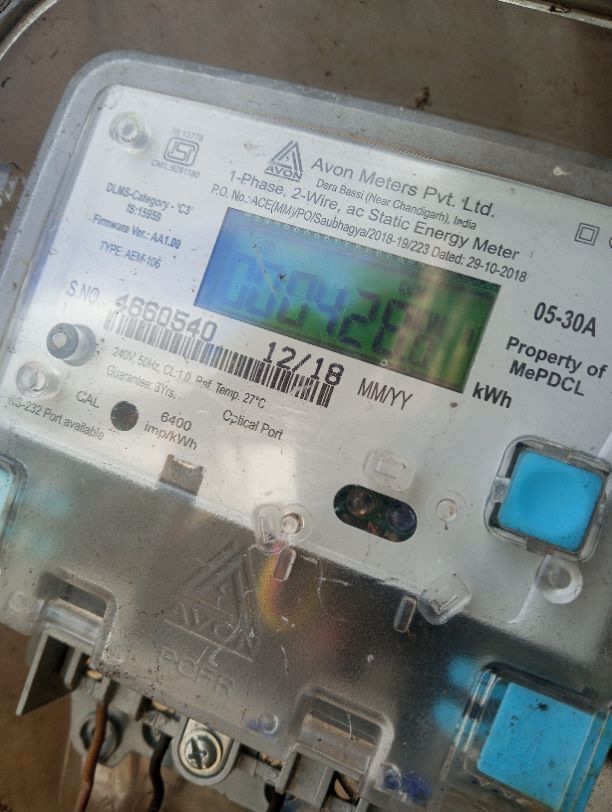 IS:13779
CM/L:9281180
AVON
Avon Meters Pvt. Ltd.
Dera Bassi (Near Chandigarh), India
1-Phase, 2-Wire, ac Static Energy Meter
P.O. No.:ACE(MM)/PO/Saubhagya/2018-19/223 Dated: 29-10-2018
DLMS-Category - 'C3'
IS:15959
Firmware Ver.: AA1.00
TYPE: AEM-106
05-30A
Property of
MePDCL
kWh
S.NO.
4660540
12/18
MM/YY
240V, 50Hz, CL:1.0 Ref. Temp. 27°C
Guarantee: 8Yrs.
CAL
6400
imp/kWh
Optical Port
RS-232 Port available
AVON